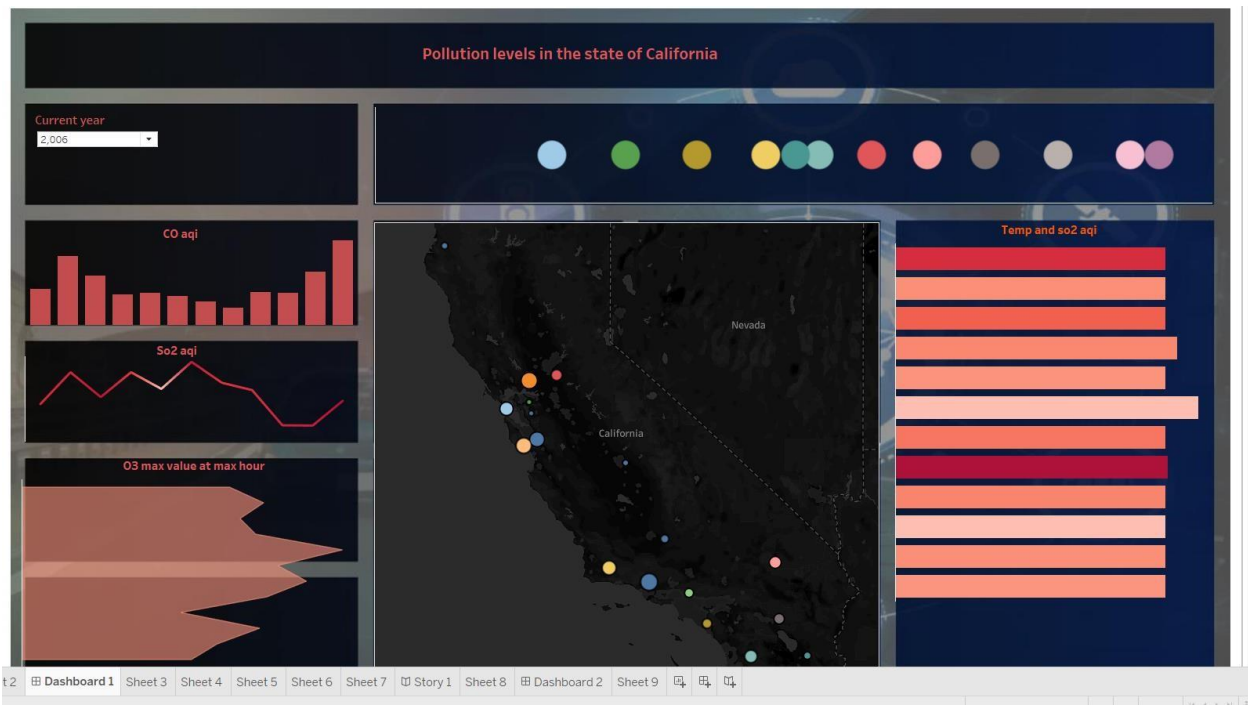 Pollution levels in the state of California
Current year
2,006
CO aqi
So2 aqi
O3 max value at max hour
Nevada
California
Temp and so2 aqi
t 2 Dashboard 1 Sheet 3 Sheet 4 Sheet 5 Sheet 6 Sheet 7 Story 1 Sheet 8 Dashboard 2 Sheet 9